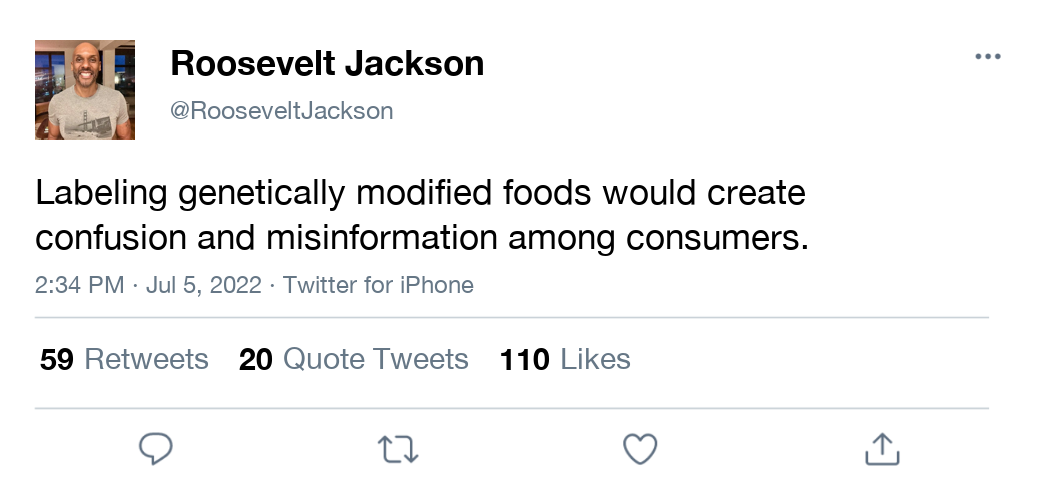 Roosevelt Jackson
@RooseveltJackson
Labeling genetically modified foods would create
confusion and misinformation among consumers.
2:34 PM · Jul 5, 2022 · Twitter for iPhone
59 Retweets 20 Quote Tweets 110 Likes